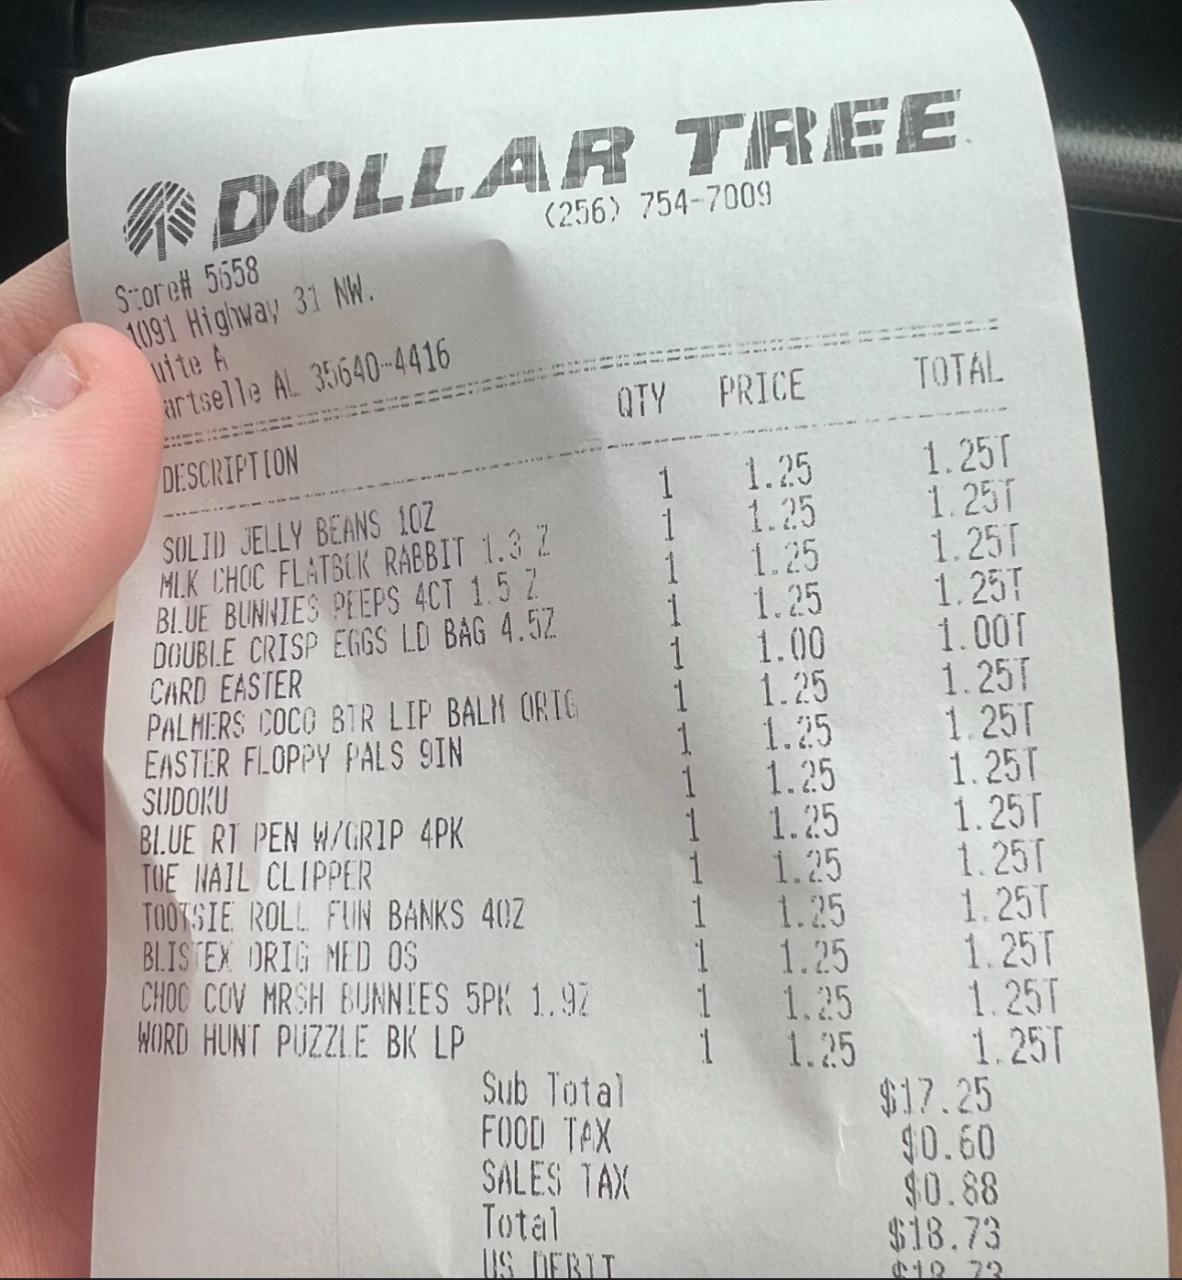 DOLLAR TREE
(256) 754-7009
Store# 5658
1091 Highway 31 NW.
uite A
artselle AL 35640-4416
DESCRIPTION QTY PRICE TOTAL
SOLID JELLY BEANS 10Z 1 1.25 1.25T
MLK CHOC FLATBCK RABBIT 1.3 Z 1 1.25 1.25T
BLUE BUNNIES PEEPS 4CT 1.5 Z 1 1.25 1.25T
DOUBLE CRISP EGGS LD BAG 4.5Z 1 1.25 1.25T
CARD EASTER 1 1.00 1.00T
PALMERS COCO BTR LIP BALM ORIG 1 1.25 1.25T
EASTER FLOPPY PALS 9IN 1 1.25 1.25T
SUDOKU 1 1.25 1.25T
BLUE RT PEN W/GRIP 4PK 1 1.25 1.25T
TOE NAIL CLIPPER 1 1.25 1.25T
TOOTSIE ROLL FUN BANKS 4OZ 1 1.25 1.25T
BLISTEX ORIG MED OS 1 1.25 1.25T
CHOC COV MRSH BUNNIES 5PK 1.9Z 1 1.25 1.25T
WORD HUNT PUZZLE BK LP 1 1.25 1.25T
Sub Total $17.25
FOOD TAX $0.60
SALES TAX $0.88
Total $18.73
US DEBIT $18.73